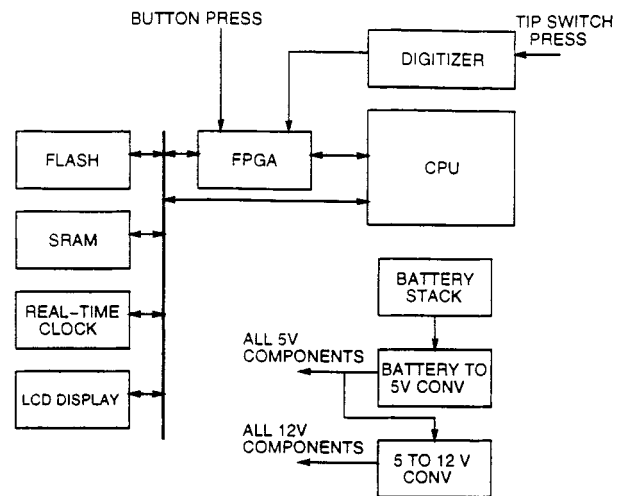 BUTTON PRESS
TIP SWITCH
PRESS
DIGITIZER
FLASH
FPGA
CPU
SRAM
REAL-TIME
CLOCK
LCD DISPLAY
BATTERY
STACK
ALL 5V
COMPONENTS
BATTERY TO
5V CONV
ALL 12V
COMPONENTS
5 TO 12 V
CONV